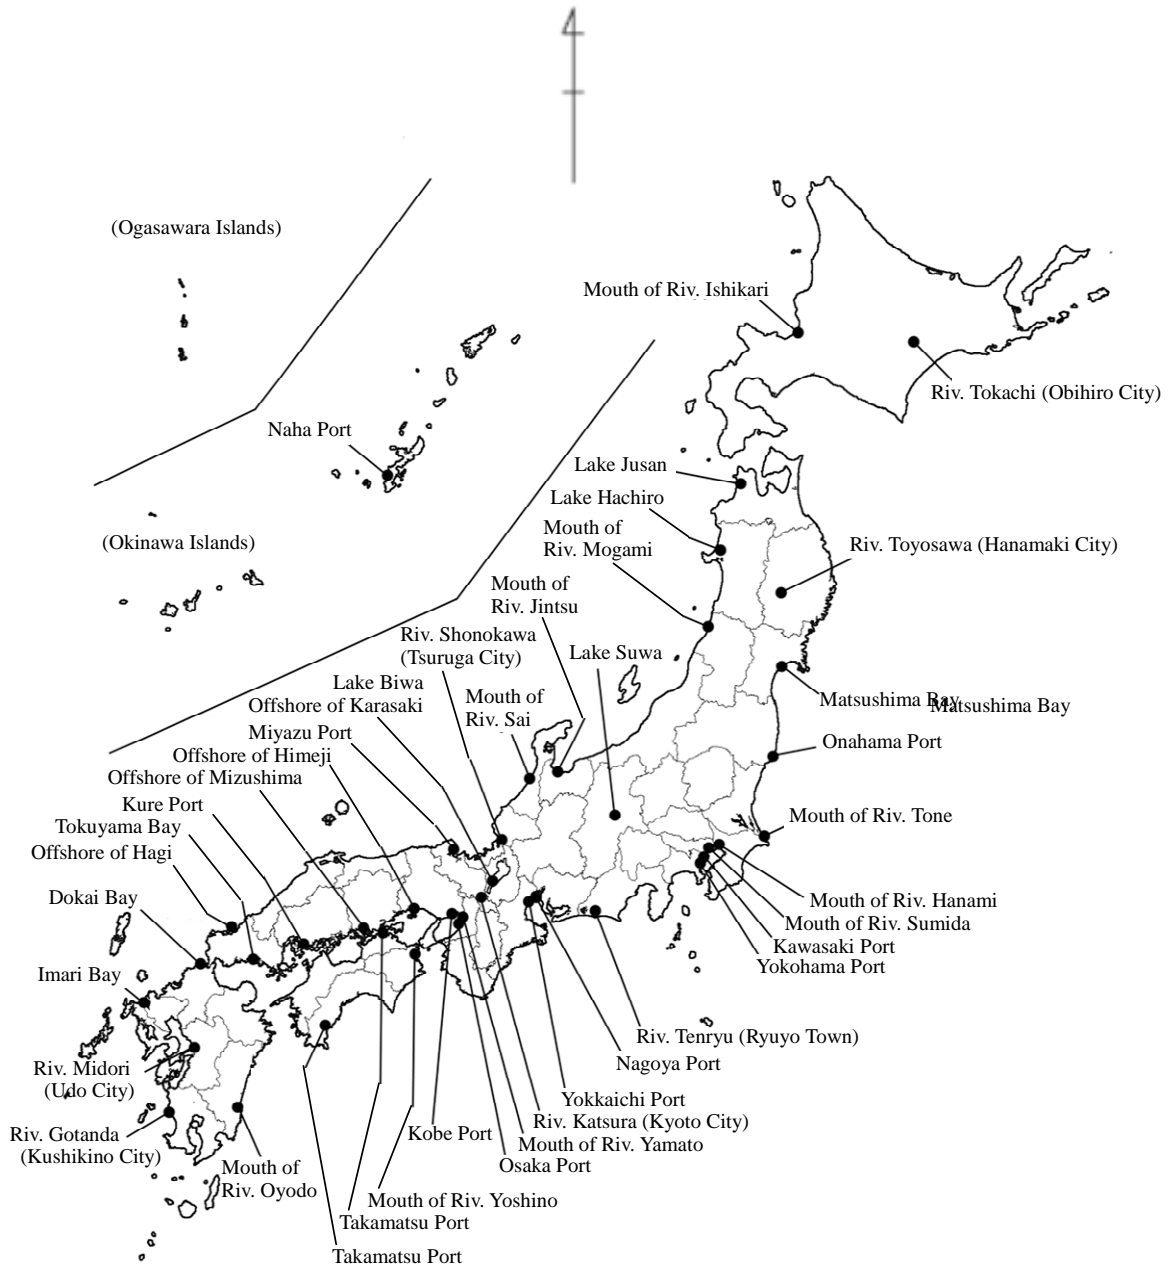 (Ogasawara Islands)
Mouth of Riv. Ishikari
Riv. Tokachi (Obihiro City)
Naha Port
Lake Jusan
Lake Hachiro
Mouth of
Riv. Mogami
(Okinawa Islands)
Riv. Toyosawa (Hanamaki City)
Mouth of
Riv. Jintsu
Riv. Shonokawa
(Tsuruga City)
Lake Suwa
Lake Biwa
Offshore of Karasaki
Mouth of
Riv. Sai
Matsushima Bay
Matsushima Bay
Miyazu Port
Onahama Port
Offshore of Himeji
Offshore of Mizushima
Kure Port
Mouth of Riv. Tone
Tokuyama Bay
Offshore of Hagi
Dokai Bay
Mouth of Riv. Hanami
Mouth of Riv. Sumida
Kawasaki Port
Yokohama Port
Imari Bay
Riv. Tenryu (Ryuyo Town)
Nagoya Port
Riv. Midori
(Udo City)
Yokkaichi Port
Riv. Katsura (Kyoto City)
Kobe Port
Mouth of Riv. Yamato
Osaka Port
Riv. Gotanda
(Kushikino City)
Mouth of
Riv. Oyodo
Mouth of Riv. Yoshino
Takamatsu Port
Takamatsu Port